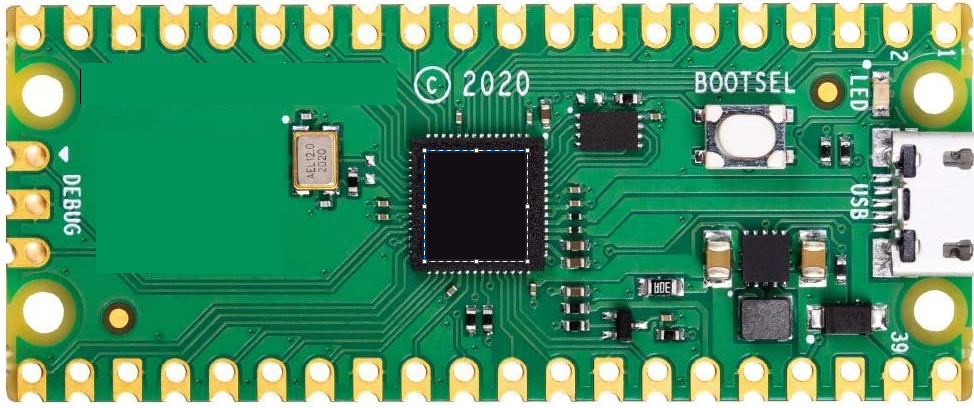 1
2
© 2020
BOOTSEL
LED
AEL12.0
2020
DEBUG
USB
39